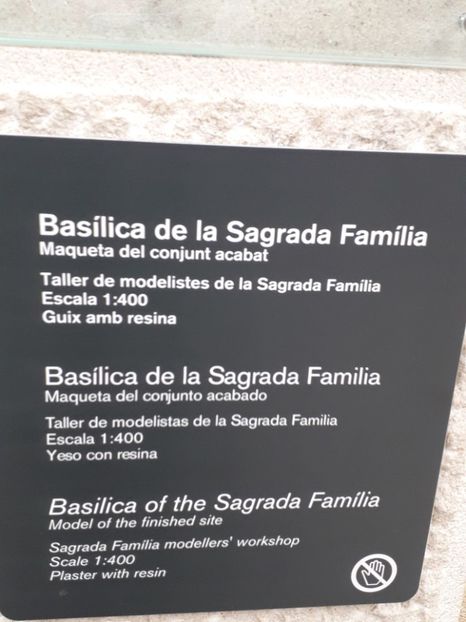 Basílica de la Sagrada Família
Maqueta del conjunt acabat
Taller de modelistes de la Sagrada Família
Escala 1:400
Guix amb resina
Basílica de la Sagrada Familia
Maqueta del conjunto acabado
Taller de modelistas de la Sagrada Familia
Escala 1:400
Yeso con resina
Basilica of the Sagrada Família
Model of the finished site
Sagrada Família modellers' workshop
Scale 1:400
Plaster with resin